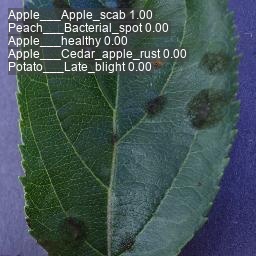 Apple___Apple_scab 1.00
Peach___Bacterial_spot 0.00
Apple___healthy 0.00
Apple___Cedar_apple_rust 0.00
Potato___Late_blight 0.00